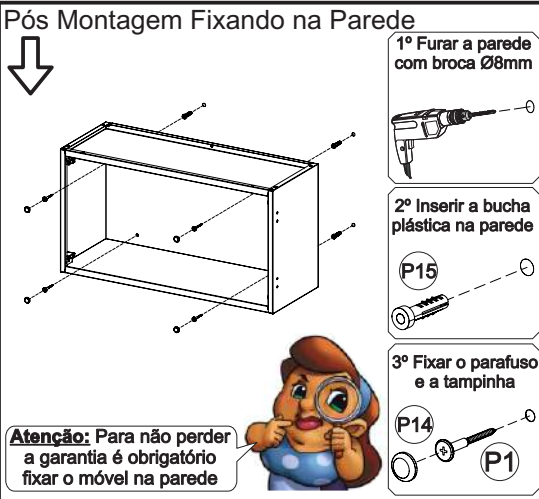 Pós Montagem Fixando na Parede
1º Furar a parede
com broca Ø8mm
2º Inserir a bucha
plástica na parede
P15
3º Fixar o parafuso
e a tampinha
P14
P1
Atenção: Para não perder
a garantia é obrigatório
fixar o móvel na parede